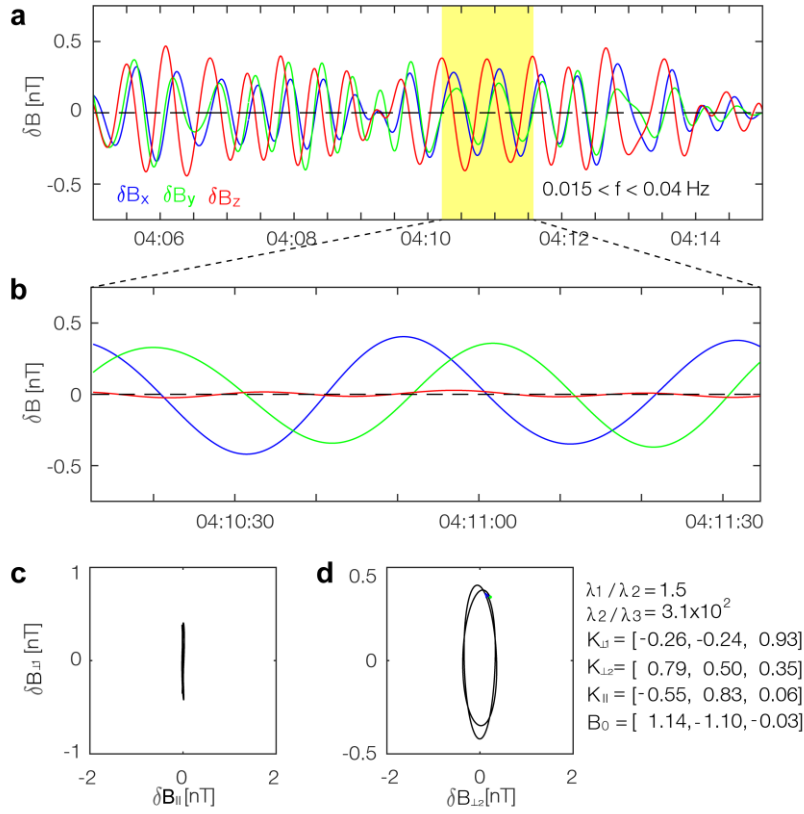 a
0.5
0
-0.5
δB [nT]
δBx δBy δBz
0.015 < f < 0.04 Hz
04:06 04:08 04:10 04:12 04:14
b
0.5
0
-0.5
δB [nT]
04:10:30 04:11:00 04:11:30
c
1
0
-1
δB⊥1 [nT]
-2 0 2
δB|| [nT]
d
0.5
0
-0.5
-2 0 2
δB⊥2 [nT]
λ1/λ2 = 1.5
λ2/λ3 = 3.1x10²
K⊥1 = [-0.26, -0.24, 0.93]
K⊥2 = [ 0.79, 0.50, 0.35]
K|| = [-0.55, 0.83, 0.06]
B0 = [ 1.14, -1.10, -0.03]